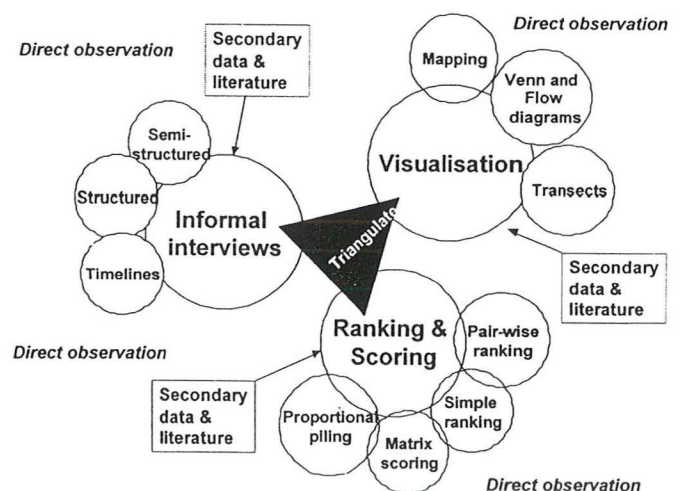 Direct observation
Direct observation
Secondary
data &
literature
Mapping
Venn and
Flow
diagrams
Semi-
structured
Visualisation
Structured
Transects
Informal
interviews
Triangulate
Timelines
Secondary
data &
literature
Ranking &
Scoring
Pair-wise
ranking
Direct observation
Secondary
data &
literature
Simple
ranking
Proportional
piling
Matrix
scoring
Direct observation